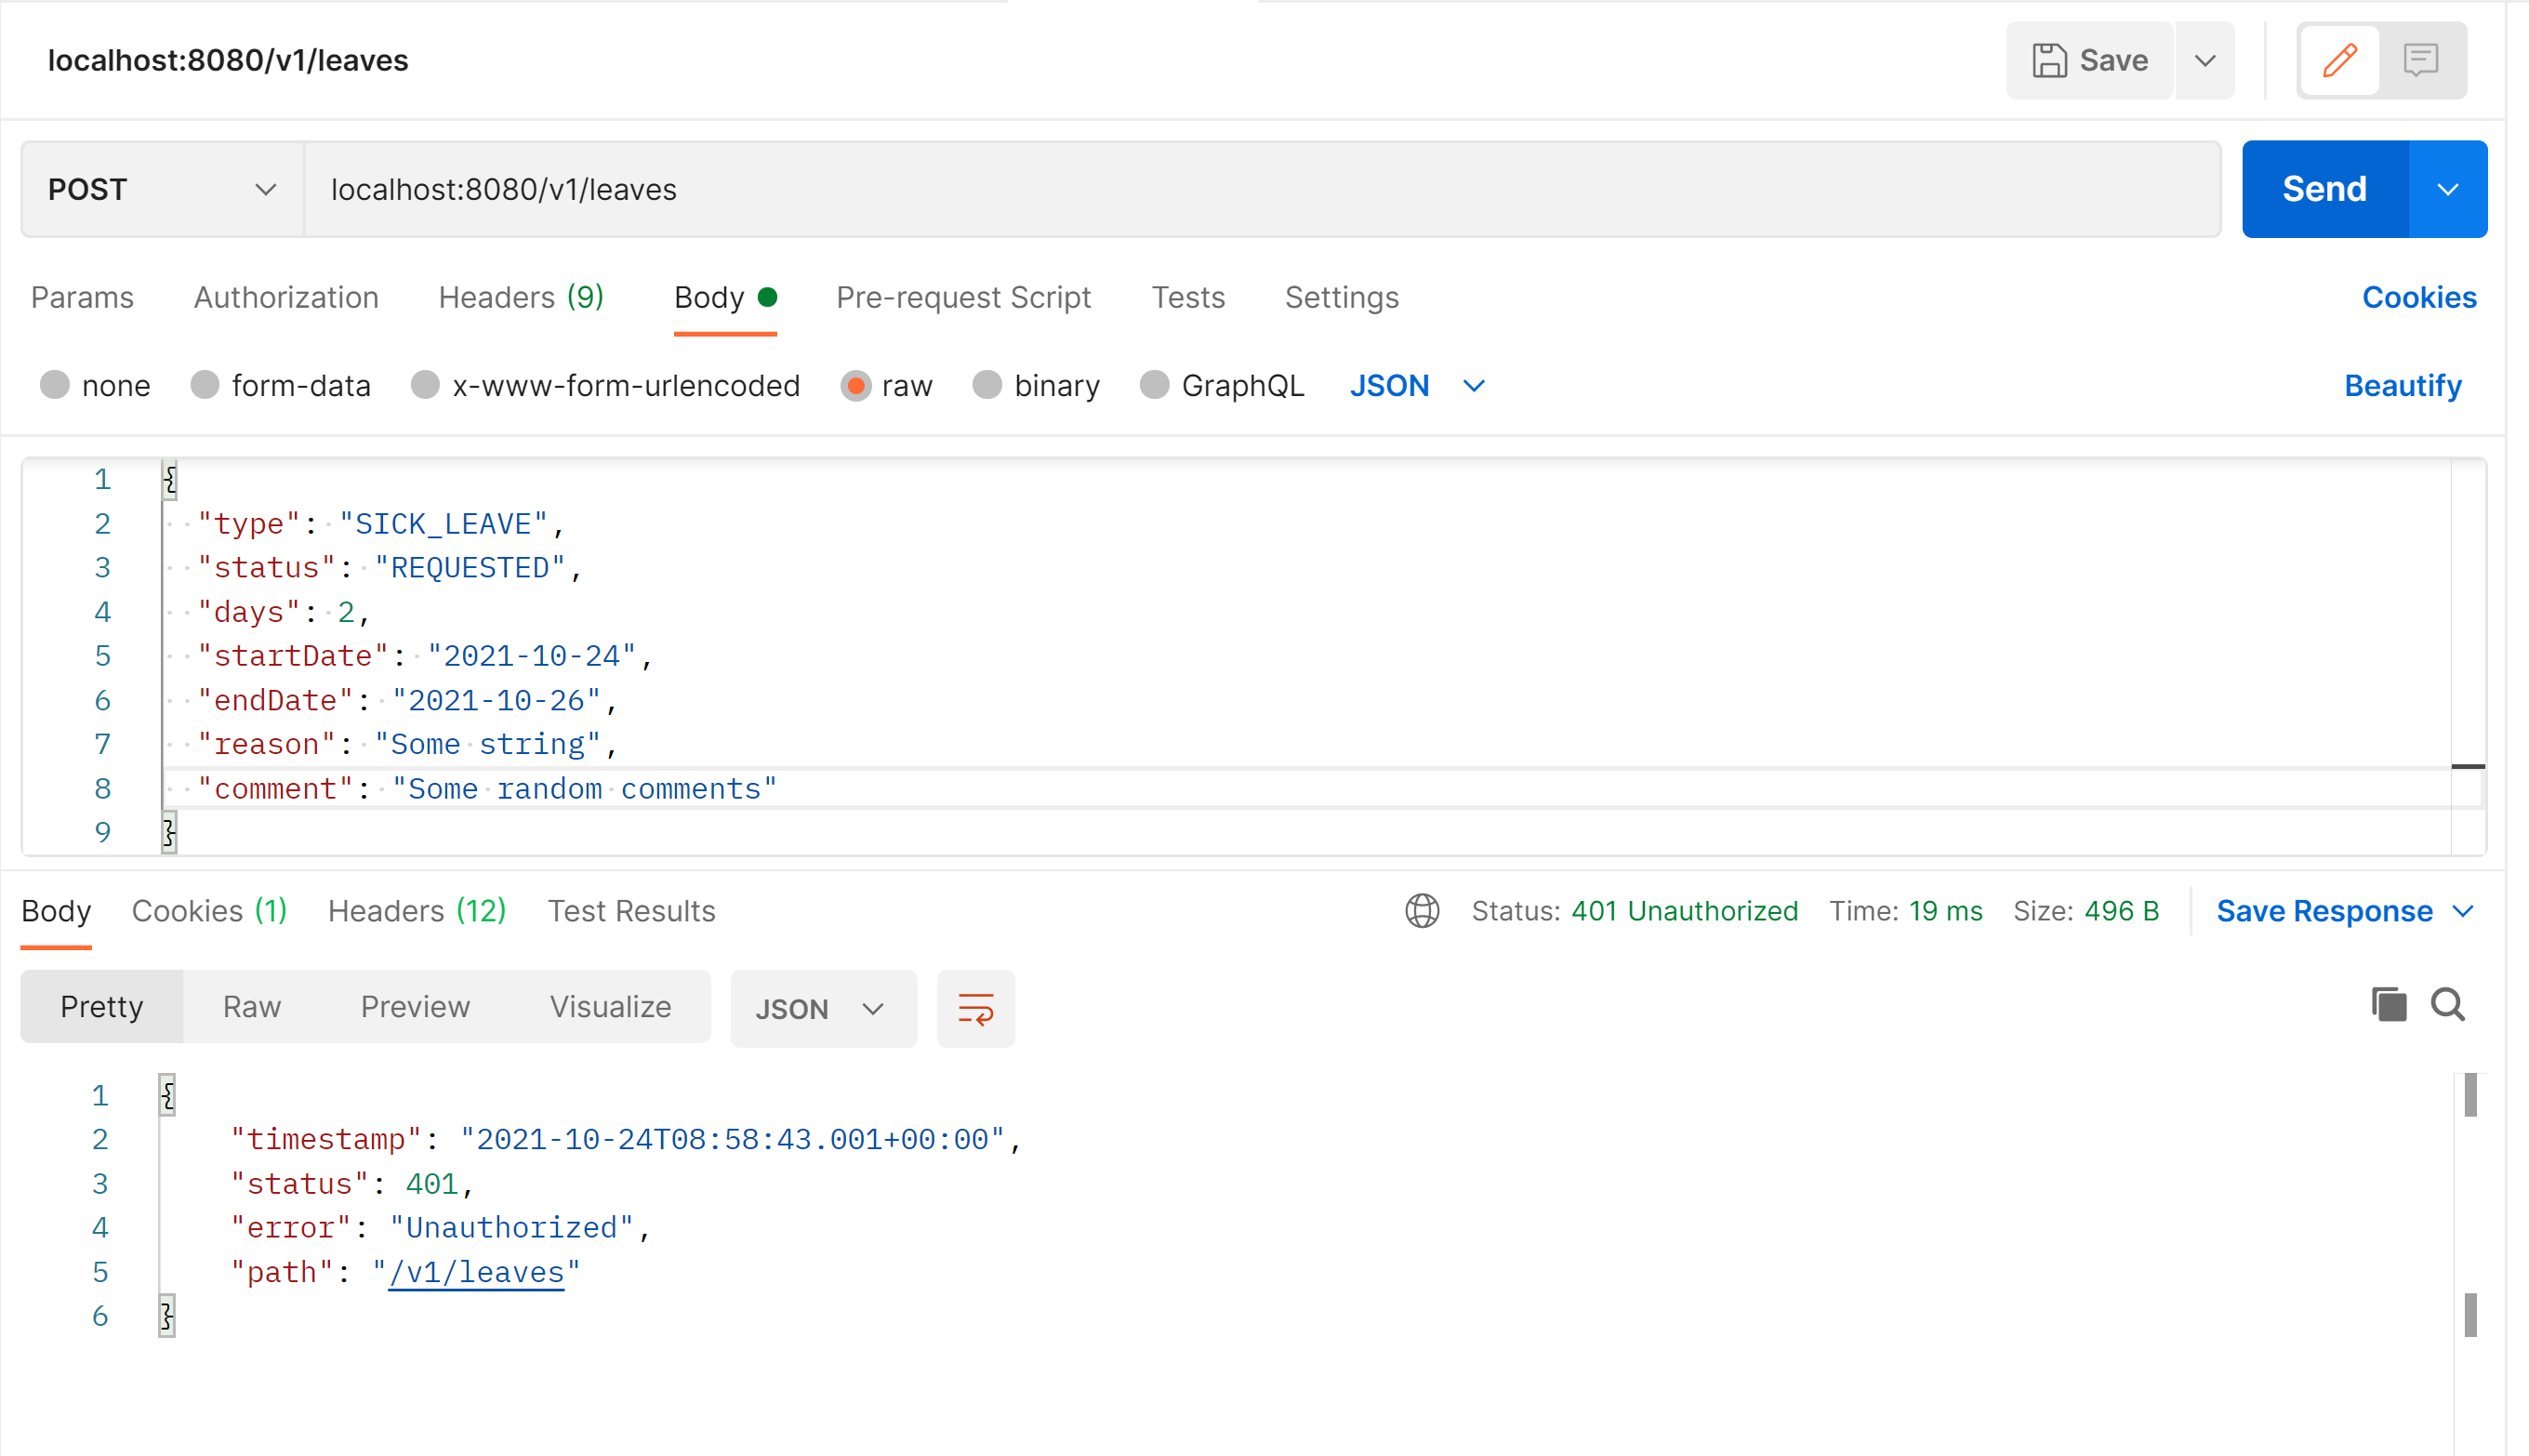 localhost:8080/v1/leaves
Save
POST localhost:8080/v1/leaves Send
Params Authorization Headers (9) Body Pre-request Script Tests Settings Cookies
none form-data x-www-form-urlencoded raw binary GraphQL JSON Beautify
1 {
2 "type": "SICK_LEAVE",
3 "status": "REQUESTED",
4 "days": 2,
5 "startDate": "2021-10-24",
6 "endDate": "2021-10-26",
7 "reason": "Some string",
8 "comment": "Some random comments"
9 }
Body Cookies (1) Headers (12) Test Results Status: 401 Unauthorized Time: 19 ms Size: 496 B Save Response
Pretty Raw Preview Visualize JSON
1 {
2 "timestamp": "2021-10-24T08:58:43.001+00:00",
3 "status": 401,
4 "error": "Unauthorized",
5 "path": "/v1/leaves"
6 }